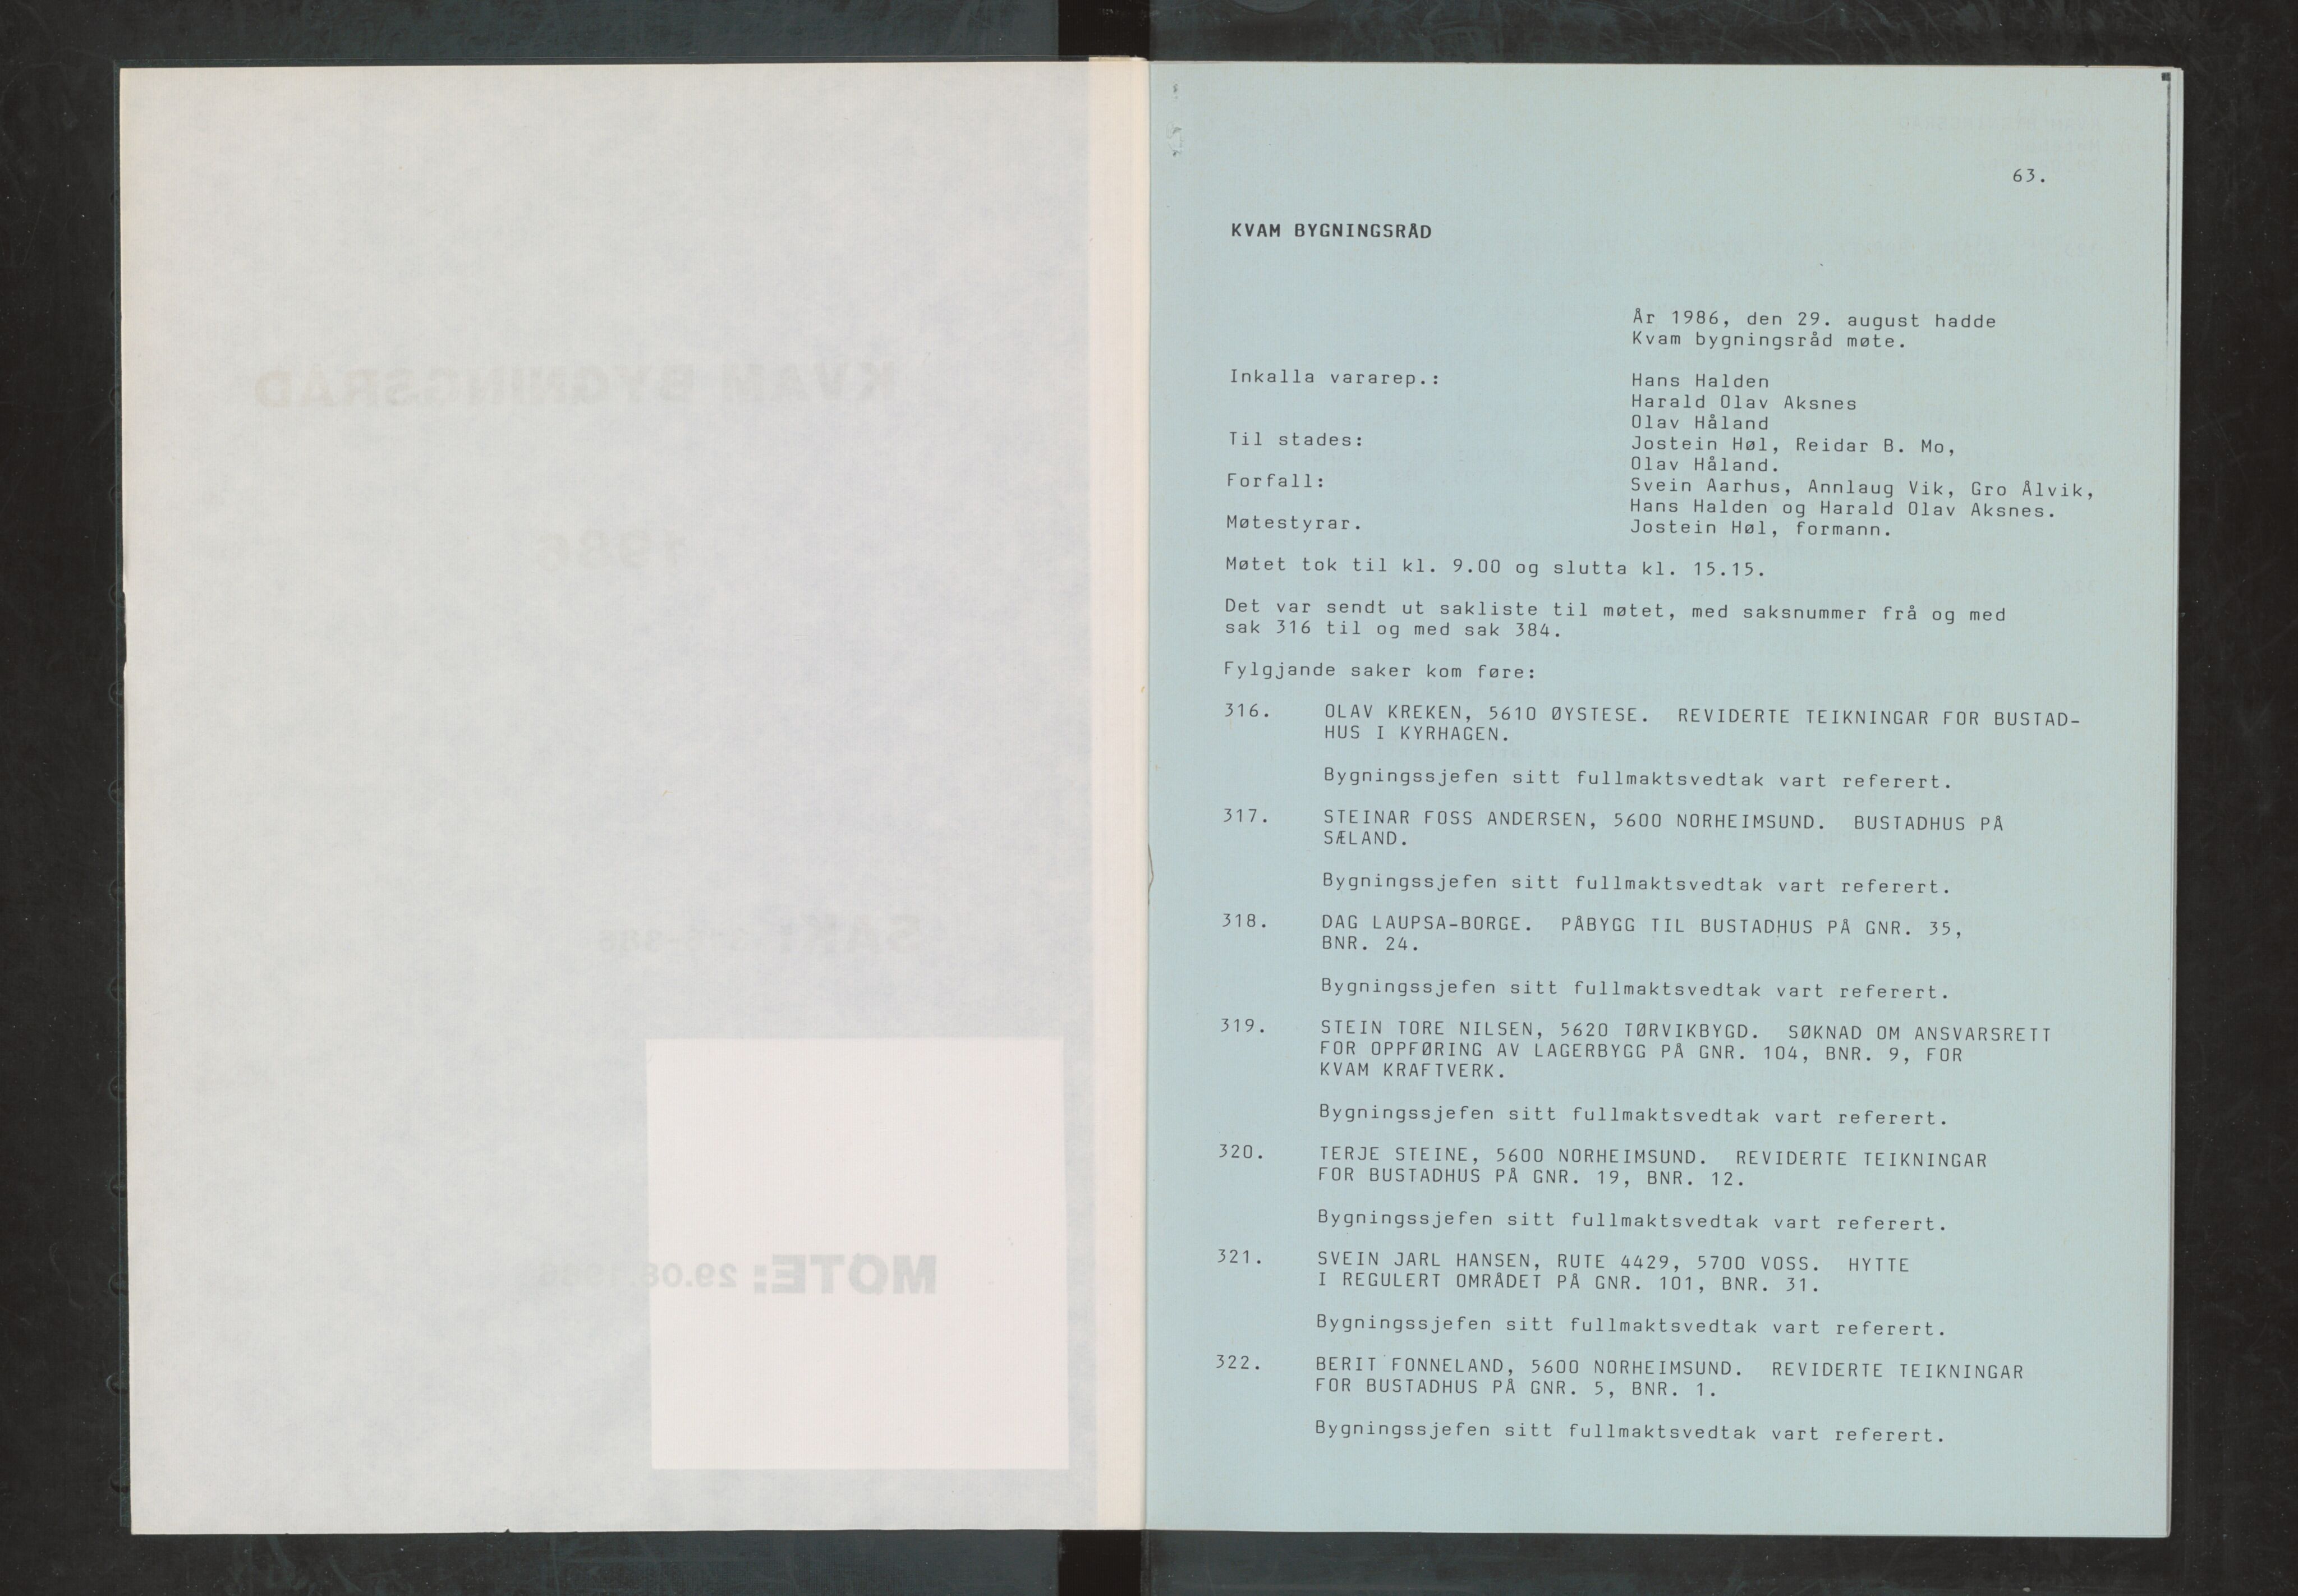 63.
KVAM BYGNINGSRÅD
År 1986, den 29. august hadde
Kvam bygningsråd møte.
Inkalla vararep.: Hans Halden
Harald Olav Aksnes
Olav Håland
Til stades: Jostein Høl, Reidar B. Mo,
Olav Håland.
Forfall: Svein Aarhus, Annlaug Vik, Gro Ålvik,
Hans Halden og Harald Olav Aksnes.
Møtestyrar. Jostein Høl, formann.
Møtet tok til kl. 9.00 og slutta kl. 15.15.
Det var sendt ut sakliste til møtet, med saksnummer frå og med
sak 316 til og med sak 384.
Fylgjande saker kom føre:
316. OLAV KREKEN, 5610 ØYSTESE. REVIDERTE TEIKNINGAR FOR BUSTAD-
HUS I KYRHAGEN.
Bygningssjefen sitt fullmaktsvedtak vart referert.
317. STEINAR FOSS ANDERSEN, 5600 NORHEIMSUND. BUSTADHUS PÅ
SÆLAND.
Bygningssjefen sitt fullmaktsvedtak vart referert.
318. DAG LAUPSA-BORGE. PÅBYGG TIL BUSTADHUS PÅ GNR. 35,
BNR. 24.
Bygningssjefen sitt fullmaktsvedtak vart referert.
319. STEIN TORE NILSEN, 5620 TØRVIKBYGD. SØKNAD OM ANSVARSRETT
FOR OPPFØRING AV LAGERBYGG PÅ GNR. 104, BNR. 9, FOR
KVAM KRAFTVERK.
Bygningssjefen sitt fullmaktsvedtak vart referert.
320. TERJE STEINE, 5600 NORHEIMSUND. REVIDERTE TEIKNINGAR
FOR BUSTADHUS PÅ GNR. 19, BNR. 12.
Bygningssjefen sitt fullmaktsvedtak vart referert.
321. SVEIN JARL HANSEN, RUTE 4429, 5700 VOSS. HYTTE
I REGULERT OMRÅDET PÅ GNR. 101, BNR. 31.
Bygningssjefen sitt fullmaktsvedtak vart referert.
322. BERIT FONNELAND, 5600 NORHEIMSUND. REVIDERTE TEIKNINGAR
FOR BUSTADHUS PÅ GNR. 5, BNR. 1.
Bygningssjefen sitt fullmaktsvedtak vart referert.